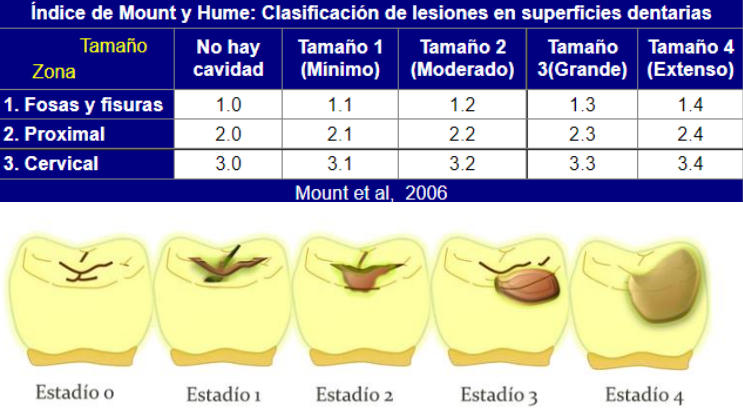 Índice de Mount y Hume: Clasificación de lesiones en superficies dentarias
Tamaño
Zona
No hay cavidad
Tamaño 1 (Mínimo)
Tamaño 2 (Moderado)
Tamaño 3(Grande)
Tamaño 4 (Extenso)
1. Fosas y fisuras 1.0 1.1 1.2 1.3 1.4
2. Proximal 2.0 2.1 2.2 2.3 2.4
3. Cervical 3.0 3.1 3.2 3.3 3.4
Mount et al, 2006
Estadío 0 Estadío 1 Estadío 2 Estadío 3 Estadío 4